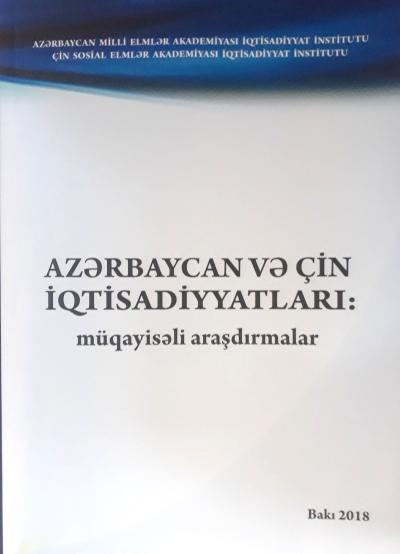 AZƏRBAYCAN MİLLİ ELMLƏR AKADEMİYASI İQTİSADİYYAT İNSTİTUTU
ÇİN SOSİAL ELMLƏR AKADEMİYASI İQTİSADİYYAT İNSTİTUTU
AZƏRBAYCAN VƏ ÇİN
İQTİSADİYYATLARI:
müqayisəli araşdırmalar
Bakı 2018